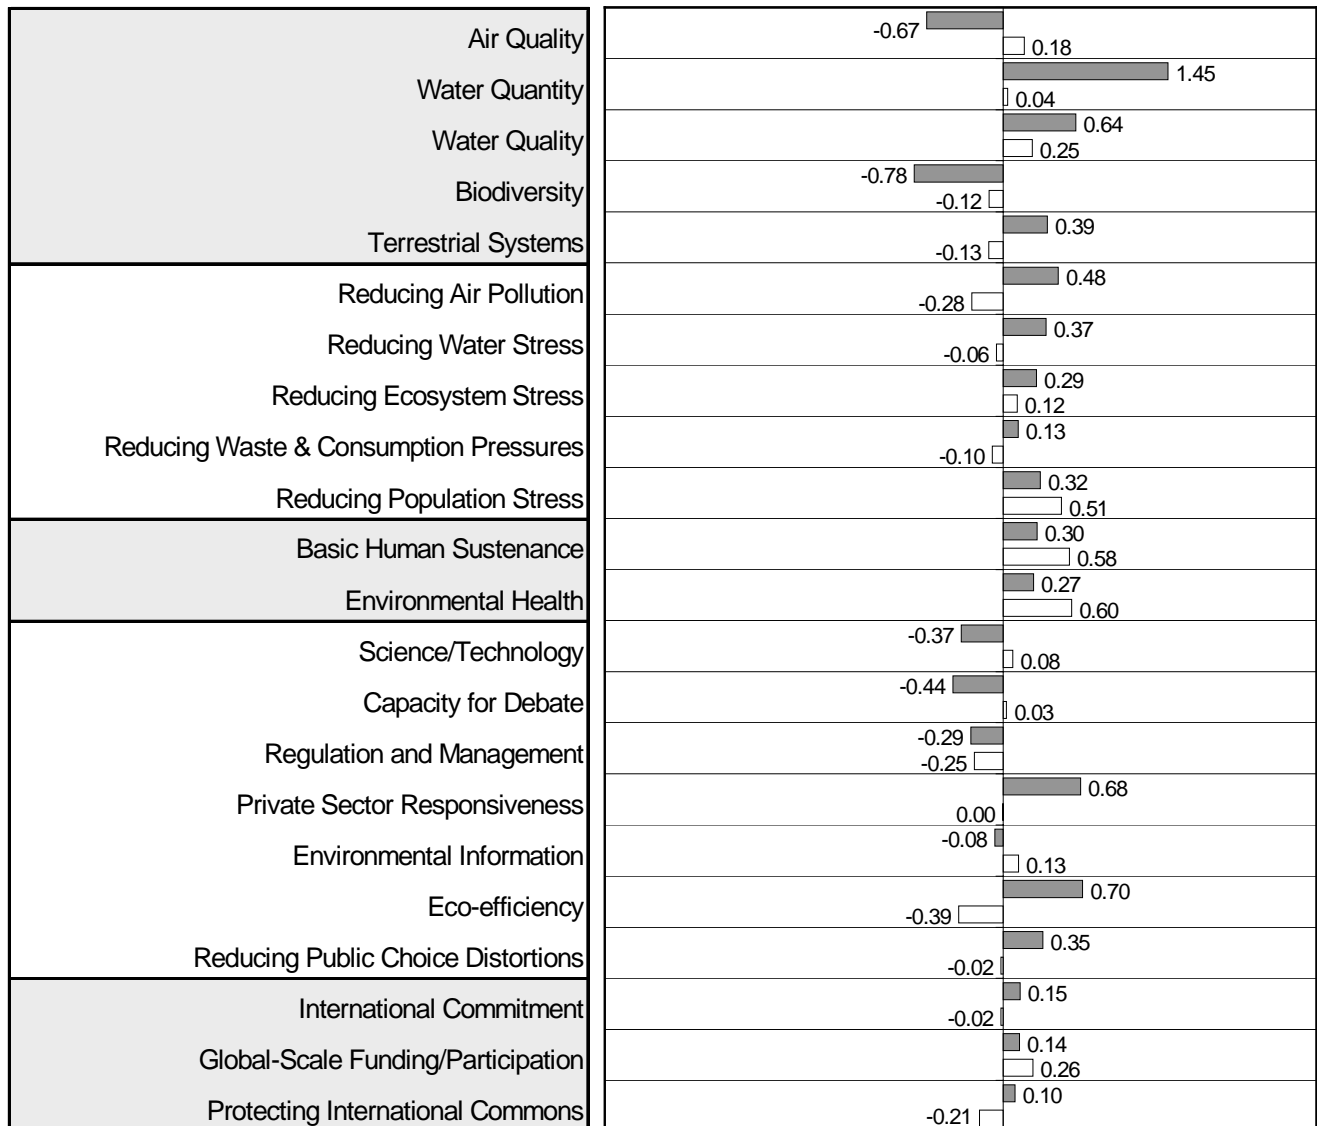 Air Quality
-0.67
0.18
Water Quantity
1.45
0.04
Water Quality
0.64
0.25
Biodiversity
-0.78
-0.12
Terrestrial Systems
0.39
-0.13
Reducing Air Pollution
0.48
-0.28
Reducing Water Stress
0.37
-0.06
Reducing Ecosystem Stress
0.29
0.12
Reducing Waste & Consumption Pressures
0.13
-0.10
Reducing Population Stress
0.32
0.51
Basic Human Sustenance
0.30
0.58
Environmental Health
0.27
0.60
Science/Technology
-0.37
0.08
Capacity for Debate
-0.44
0.03
Regulation and Management
-0.29
-0.25
Private Sector Responsiveness
0.68
0.00
Environmental Information
-0.08
0.13
Eco-efficiency
0.70
-0.39
Reducing Public Choice Distortions
0.35
-0.02
International Commitment
0.15
-0.02
Global-Scale Funding/Participation
0.14
0.26
Protecting International Commons
0.10
-0.21